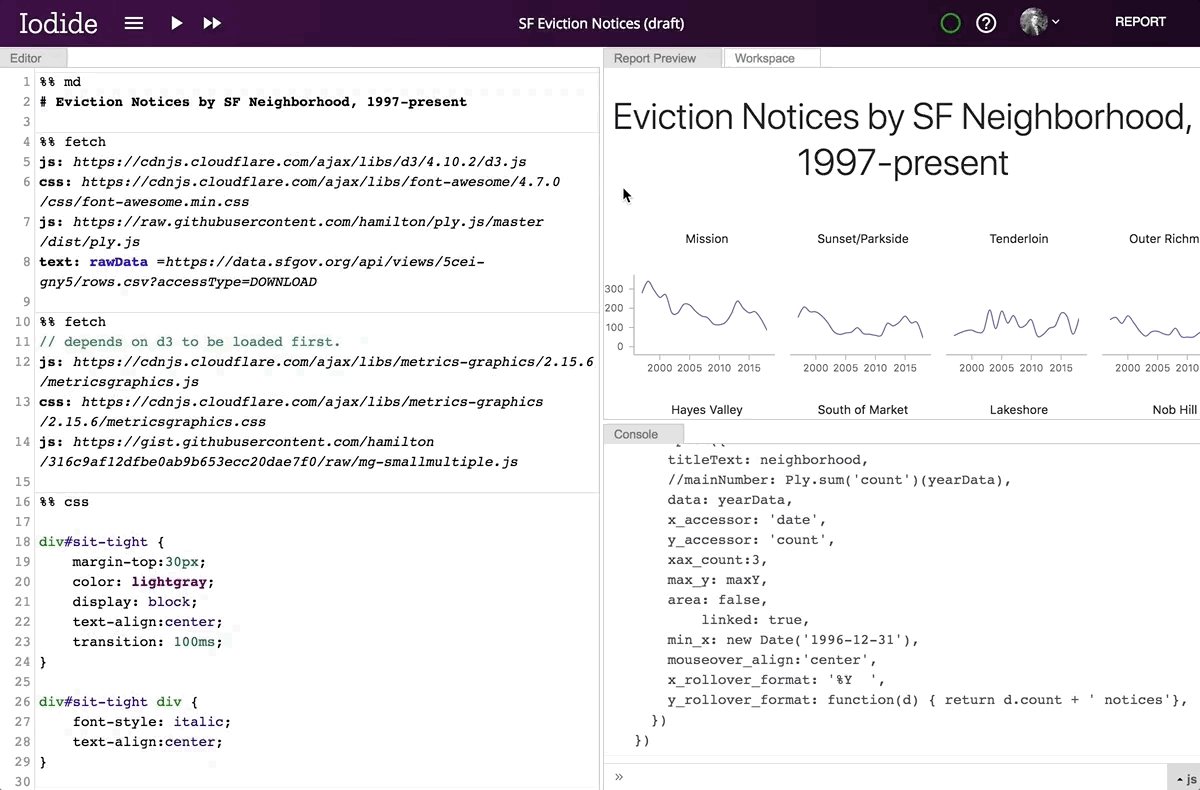 Iodide
SF Eviction Notices (draft)
REPORT
Editor
1 %% md
2 # Eviction Notices by SF Neighborhood, 1997-present
3
4 %% fetch
5 js: https://cdnjs.cloudflare.com/ajax/libs/d3/4.10.2/d3.js
6 css: https://cdnjs.cloudflare.com/ajax/libs/font-awesome/4.7.0
/css/font-awesome.min.css
7 js: https://raw.githubusercontent.com/hamilton/ply.js/master
/dist/ply.js
8 text: rawData =https://data.sfgov.org/api/views/5cei-
gny5/rows.csv?accessType=DOWNLOAD
9
10 %% fetch
11 // depends on d3 to be loaded first.
12 js: https://cdnjs.cloudflare.com/ajax/libs/metrics-graphics/2.15.6
/metricsgraphics.js
13 css: https://cdnjs.cloudflare.com/ajax/libs/metrics-graphics
/2.15.6/metricsgraphics.css
14 js: https://gist.githubusercontent.com/hamilton
/316c9af12dfbe0ab9b653ecc20dae7f0/raw/mg-smallmultiple.js
15
16 %% css
17
18 div#sit-tight {
19 margin-top:30px;
20 color: lightgray;
21 display: block;
22 text-align:center;
23 transition: 100ms;
24 }
25
26 div#sit-tight div {
27 font-style: italic;
28 text-align:center;
29 }
30
Report Preview
Workspace
Eviction Notices by SF Neighborhood,
1997-present
Mission
Sunset/Parkside
Tenderloin
Outer Richm
300
200
100
0
2000 2005 2010 2015
2000 2005 2010 2015
2000 2005 2010 2015
2000 2005 2010
Hayes Valley
South of Market
Lakeshore
Nob Hill
Console
titleText: neighborhood,
//mainNumber: Ply.sum('count')(yearData),
data: yearData,
x_accessor: 'date',
y_accessor: 'count',
xax_count:3,
max_y: maxY,
area: false,
linked: true,
min_x: new Date('1996-12-31'),
mouseover_align:'center',
x_rollover_format: '%Y  ',
y_rollover_format: function(d) { return d.count + ' notices'},
})
})
»
js